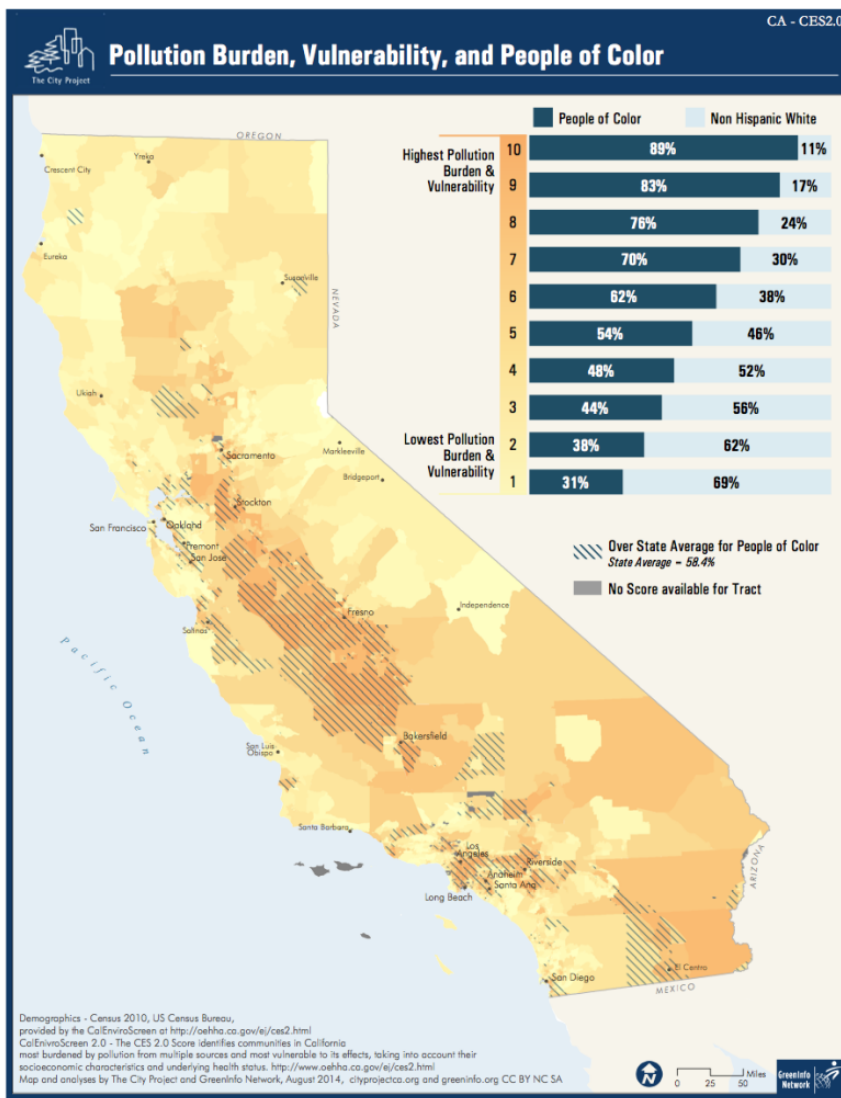 CA - CES2.0
The City Project
Pollution Burden, Vulnerability, and People of Color
People of Color
Non Hispanic White
Highest Pollution
Burden &
Vulnerability
10 89% 11%
9 83% 17%
8 76% 24%
7 70% 30%
6 62% 38%
5 54% 46%
4 48% 52%
3 44% 56%
Lowest Pollution
Burden &
Vulnerability
2 38% 62%
1 31% 69%
Over State Average for People of Color
State Average = 58.4%
No Score available for Tract
OREGON
Crescent City
Yreka
Eureka
Susanville
NEVADA
Ukiah
Sacramento
Markleeville
Bridgeport
Stockton
San Francisco
Oakland
Fremont
San Jose
Fresno
Independence
Salinas
Pacific Ocean
Bakersfield
San Luis
Obispo
Santa Barbara
Los
Angeles
Riverside
Anaheim
Santa Ana
Long Beach
ARIZONA
San Diego
El Centro
MEXICO
Demographics - Census 2010, US Census Bureau,
provided by the CalEnviroScreen at http://oehha.ca.gov/ej/ces2.html
CalEnivroScreen 2.0 - The CES 2.0 Score identifies communities in California
most burdened by pollution from multiple sources and most vulnerable to its effects, taking into account their
socioeconomic characteristics and underlying health status. http://www.oehha.ca.gov/ej/ces2.html
Map and analyses by The City Project and GreenInfo Network, August 2014, cityprojectca.org and greeninfo.org CC BY NC SA
N
Miles
0 25 50
GreenInfo
Network